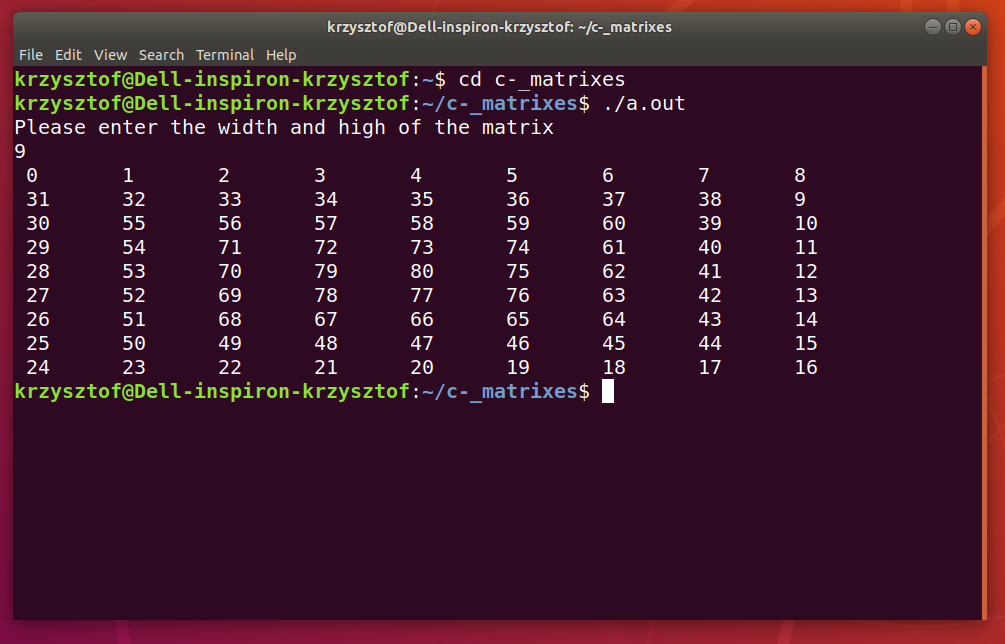 krzysztof@Dell-inspiron-krzysztof: ~/c-_matrixes
File Edit View Search Terminal Help
krzysztof@Dell-inspiron-krzysztof:~$ cd c-_matrixes
krzysztof@Dell-inspiron-krzysztof:~/c-_matrixes$ ./a.out
Please enter the width and high of the matrix
9
0 1 2 3 4 5 6 7 8
31 32 33 34 35 36 37 38 9
30 55 56 57 58 59 60 39 10
29 54 71 72 73 74 61 40 11
28 53 70 79 80 75 62 41 12
27 52 69 78 77 76 63 42 13
26 51 68 67 66 65 64 43 14
25 50 49 48 47 46 45 44 15
24 23 22 21 20 19 18 17 16
krzysztof@Dell-inspiron-krzysztof:~/c-_matrixes$